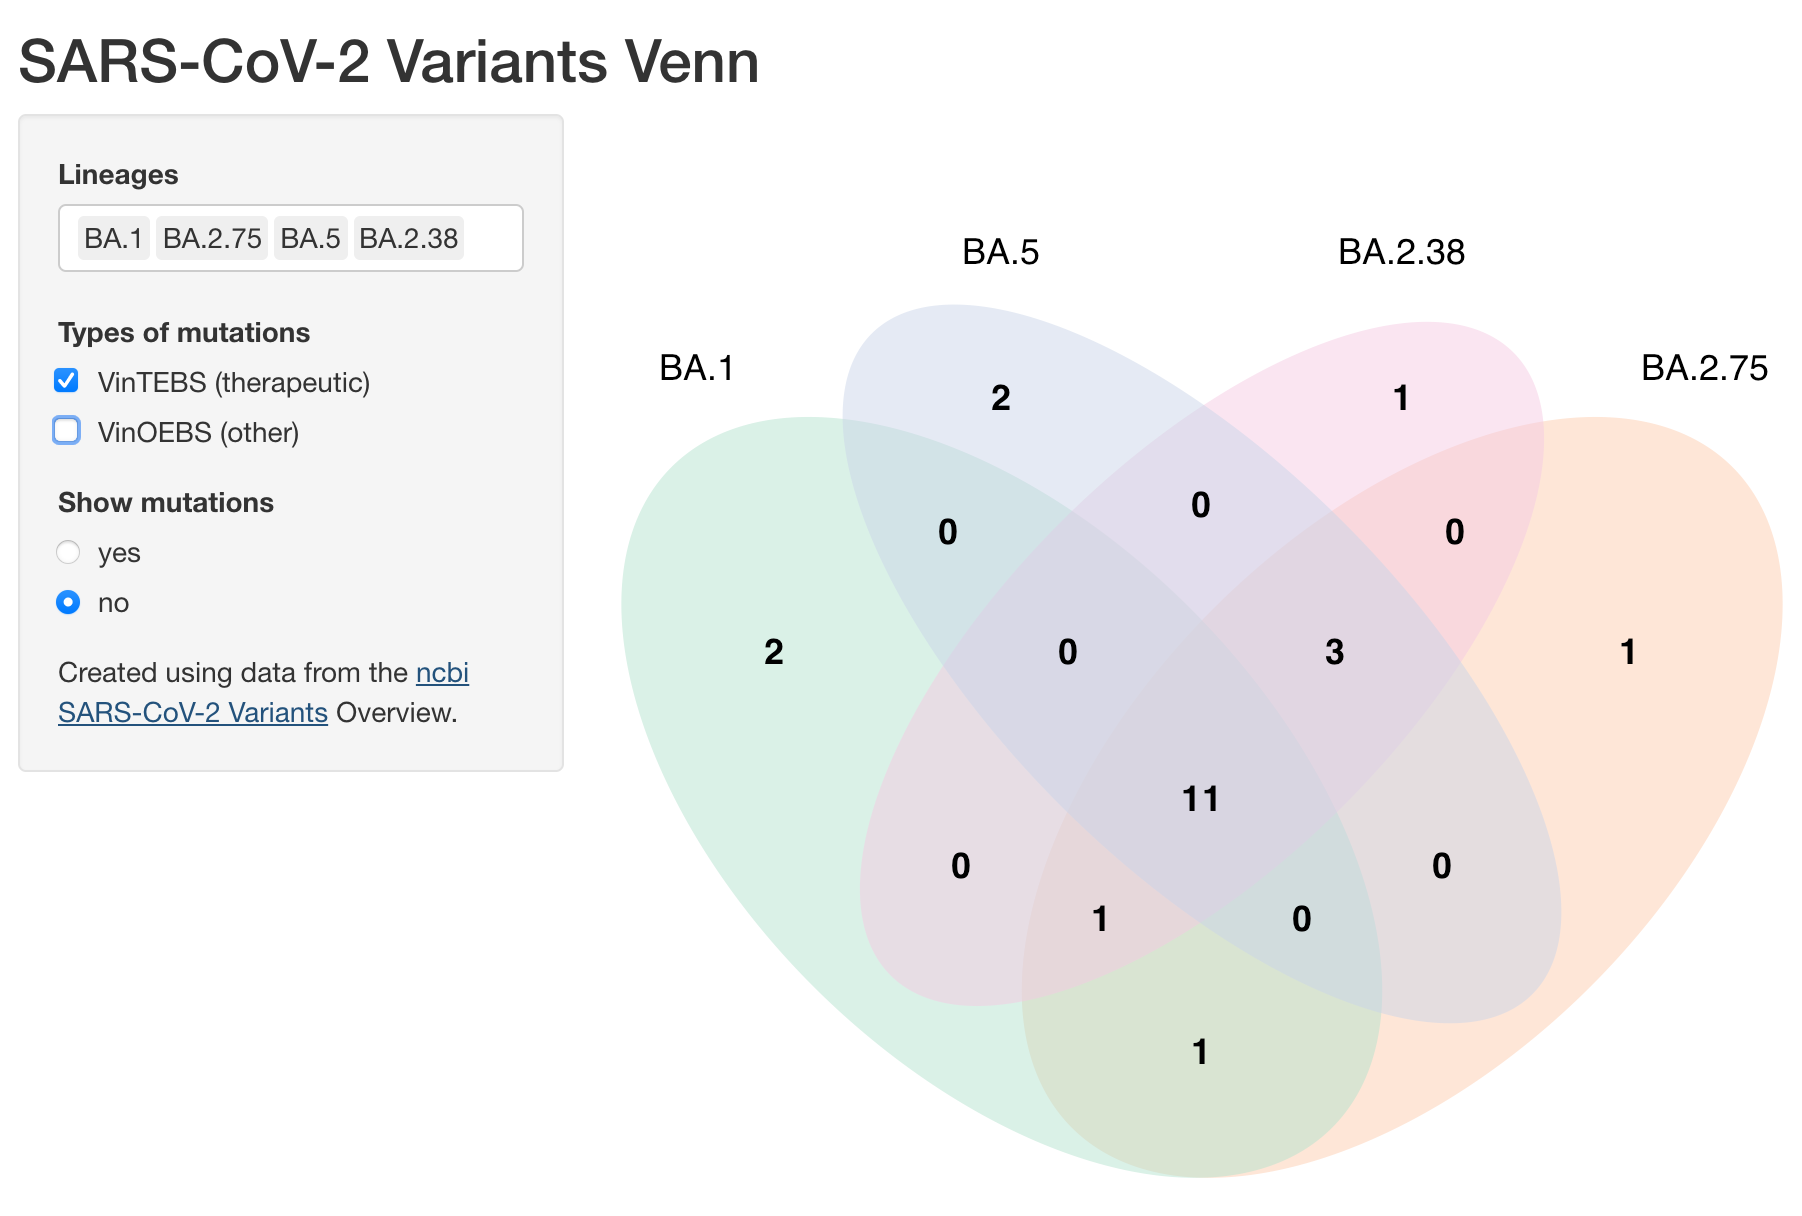 SARS-CoV-2 Variants Venn
Lineages
BA.1 BA.2.75 BA.5 BA.2.38
Types of mutations
VinTEBS (therapeutic)
VinOEBS (other)
Show mutations
yes
no
Created using data from the ncbi
SARS-CoV-2 Variants Overview.
BA.5 BA.2.38
BA.1 BA.2.75
2 1
0
0 0
2 0 3 1
11
0 0
1 0
1